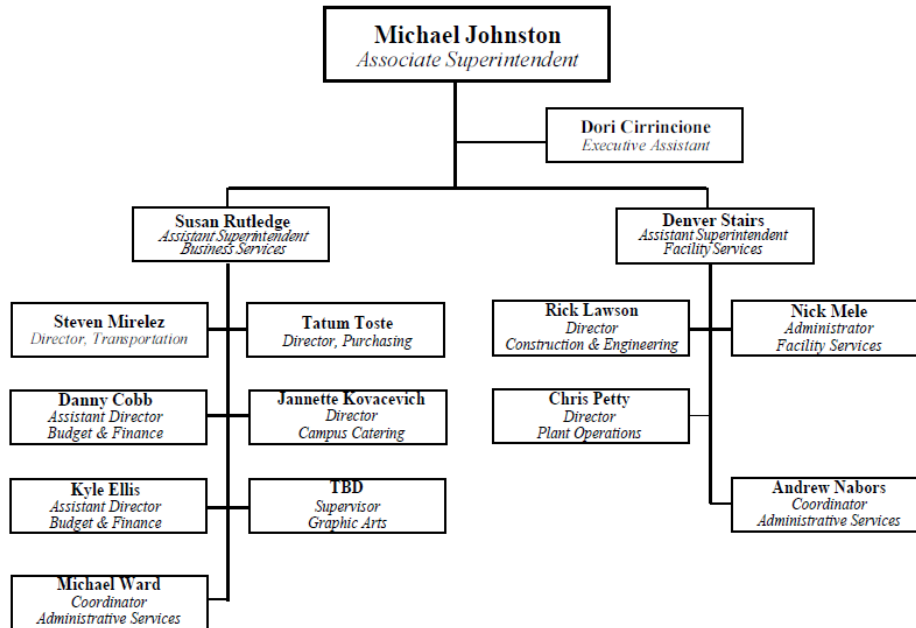 Michael Johnston
Associate Superintendent
Dori Cirrincione
Executive Assistant
Susan Rutledge
Assistant Superintendent
Business Services
Denver Stairs
Assistant Superintendent
Facility Services
Steven Mirelez
Director, Transportation
Tatum Toste
Director, Purchasing
Rick Lawson
Director
Construction & Engineering
Nick Mele
Administrator
Facility Services
Danny Cobb
Assistant Director
Budget & Finance
Jannette Kovacevich
Director
Campus Catering
Chris Petty
Director
Plant Operations
Kyle Ellis
Assistant Director
Budget & Finance
TBD
Supervisor
Graphic Arts
Andrew Nabors
Coordinator
Administrative Services
Michael Ward
Coordinator
Administrative Services